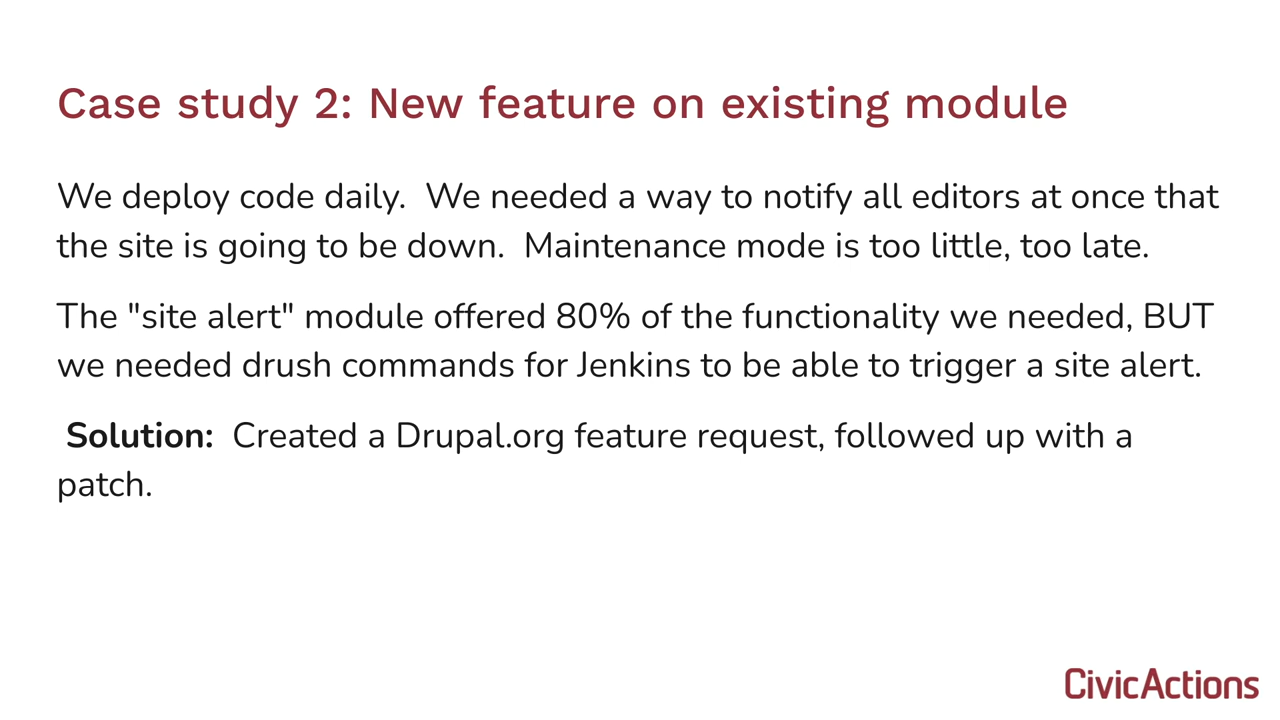 Case study 2: New feature on existing module
We deploy code daily.  We needed a way to notify all editors at once that
the site is going to be down.  Maintenance mode is too little, too late.
The "site alert" module offered 80% of the functionality we needed, BUT
we needed drush commands for Jenkins to be able to trigger a site alert.
Solution:  Created a Drupal.org feature request, followed up with a
patch.
CivicActions